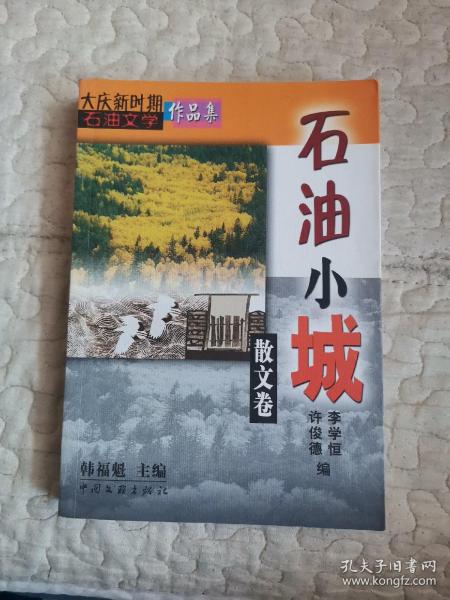 大庆新时期
石油文学
作品集
石油小城
散文卷
李学恒
许俊德
编
韩福魁 主编
中国文联出版社
孔夫子旧书网
www.kongfz.com